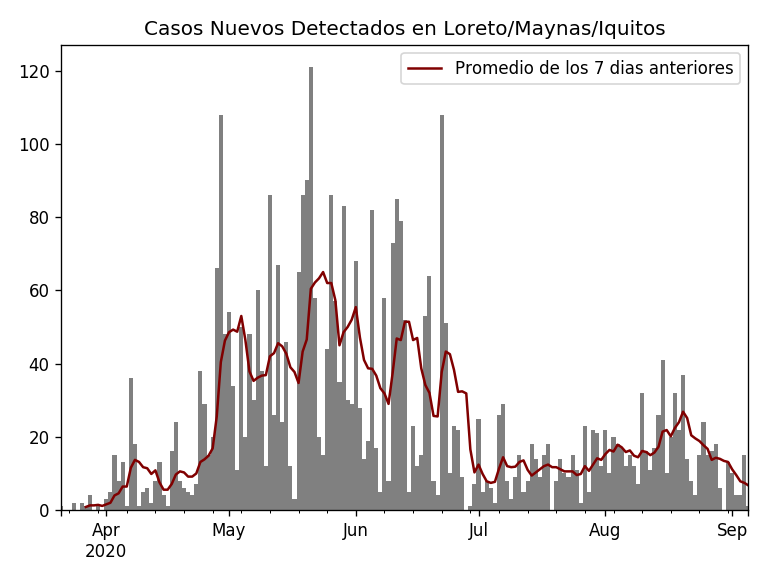 Casos Nuevos Detectados en Loreto/Maynas/Iquitos
Promedio de los 7 dias anteriores
120
100
80
60
40
20
0
Apr May Jun Jul Aug Sep
2020